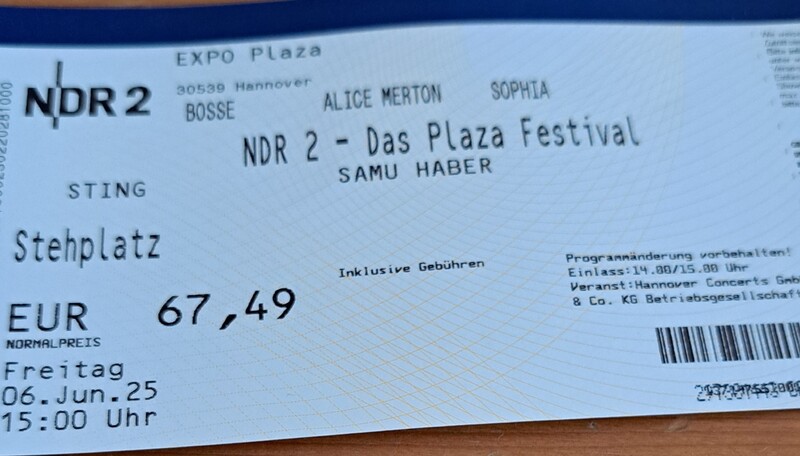 EXPO Plaza
30539 Hannover
NDR 2
BOSSE ALICE MERTON SOPHIA
NDR 2 - Das Plaza Festival
SAMU HABER
STING
Stehplatz
Inklusive Gebühren
EUR 67,49
NORMALPREIS
Freitag
06.Jun.25
15:00 Uhr
Programmänderung vorbehalten!
Einlass:14.00/15.00 Uhr
Veranst:Hannover Concerts
& Co. KG Betriebsgesellschaft